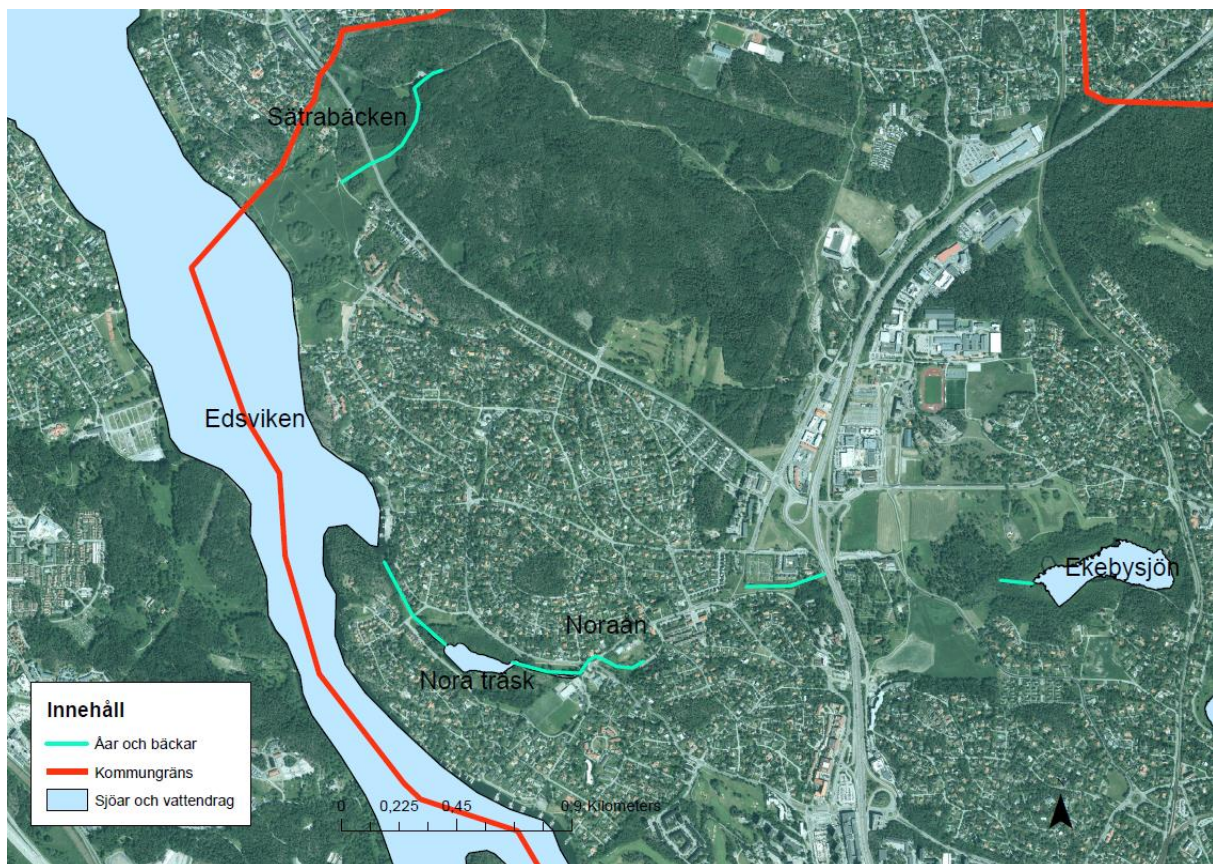 Sätrabäcken
Edsviken
Ekebysjön
Noraån
Nora träsk
Innehåll
Åar och bäckar
Kommungräns
Sjöar och vattendrag
0 0,225 0,45 0,9 Kilometers